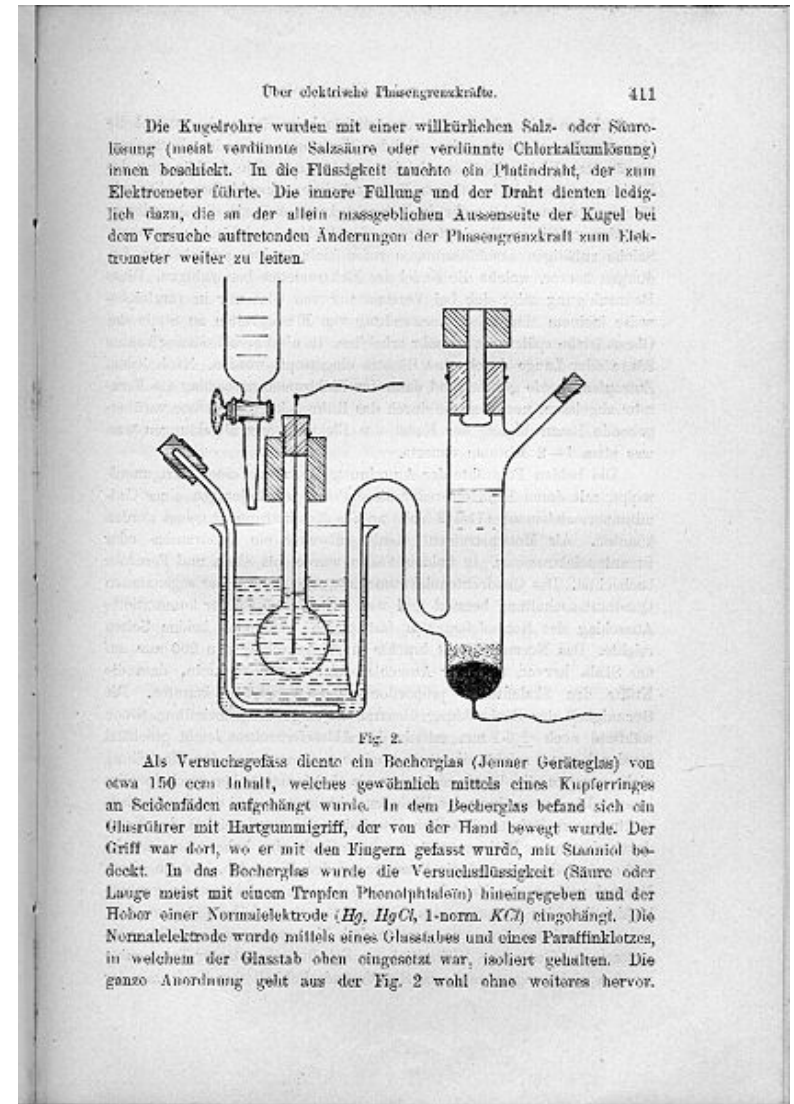 Über elektrische Phasengrenzkräfte. 411
Die Kugelrohre wurden mit einer willkürlichen Salz- oder Säure-
lösung (meist verdünnte Salzsäure oder verdünnte Chlorkaliumlösung)
innen beschickt. In die Flüssigkeit tauchte ein Platindraht, der zum
Elektrometer führte. Die innere Füllung und der Draht dienten ledig-
lich dazu, die an der allein massgeblichen Aussenseite der Kugel bei
dem Versuche auftretenden Änderungen der Phasengrenzkraft zum Elek-
trometer weiter zu leiten.
Fig. 2.
Als Versuchsgefäss diente ein Becherglas (Jenaer Geräteglas) von
etwa 150 ccm Inhalt, welches gewöhnlich mittels eines Kupferringes
an Seidenfäden aufgehängt wurde. In dem Becherglas befand sich ein
Glasrührer mit Hartgummigriff, der von der Hand bewegt wurde. Der
Griff war dort, wo er mit den Fingern gefasst wurde, mit Stanniol be-
deckt. In das Becherglas wurde die Versuchsflüssigkeit (Säure oder
Lauge meist mit einem Tropfen Phenolphtaleïn) hineingegeben und der
Heber einer Normalelektrode (Hg, HgCl, 1-norm. KCl) eingehängt. Die
Normalelektrode wurde mittels eines Glasstabes und eines Paraffinklotzes,
in welchem der Glasstab oben eingesetzt war, isoliert gehalten. Die
ganze Anordnung geht aus der Fig. 2 wohl ohne weiteres hervor.